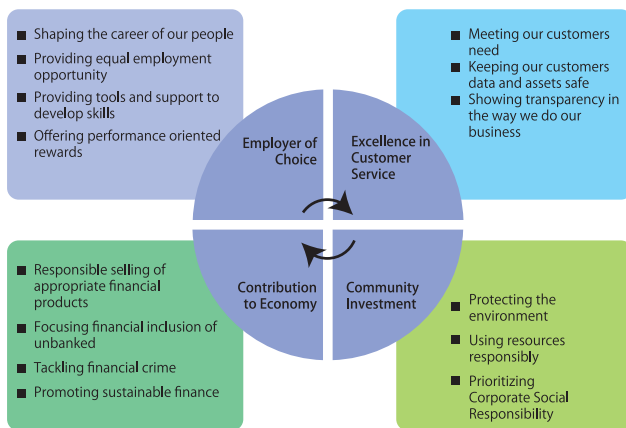 Shaping the career of our people
Providing equal employment
opportunity
Providing tools and support to
develop skills
Offering performance oriented
rewards
Meeting our customers
need
Keeping our customers
data and assets safe
Showing transparency in
the way we do our
business
Employer of
Choice
Excellence in
Customer
Service
Contribution
to Economy
Community
Investment
Responsible selling of
appropriate financial
products
Focusing financial inclusion of
unbanked
Tackling financial crime
Promoting sustainable finance
Protecting the
environment
Using resources
responsibly
Prioritizing
Corporate Social
Responsibility